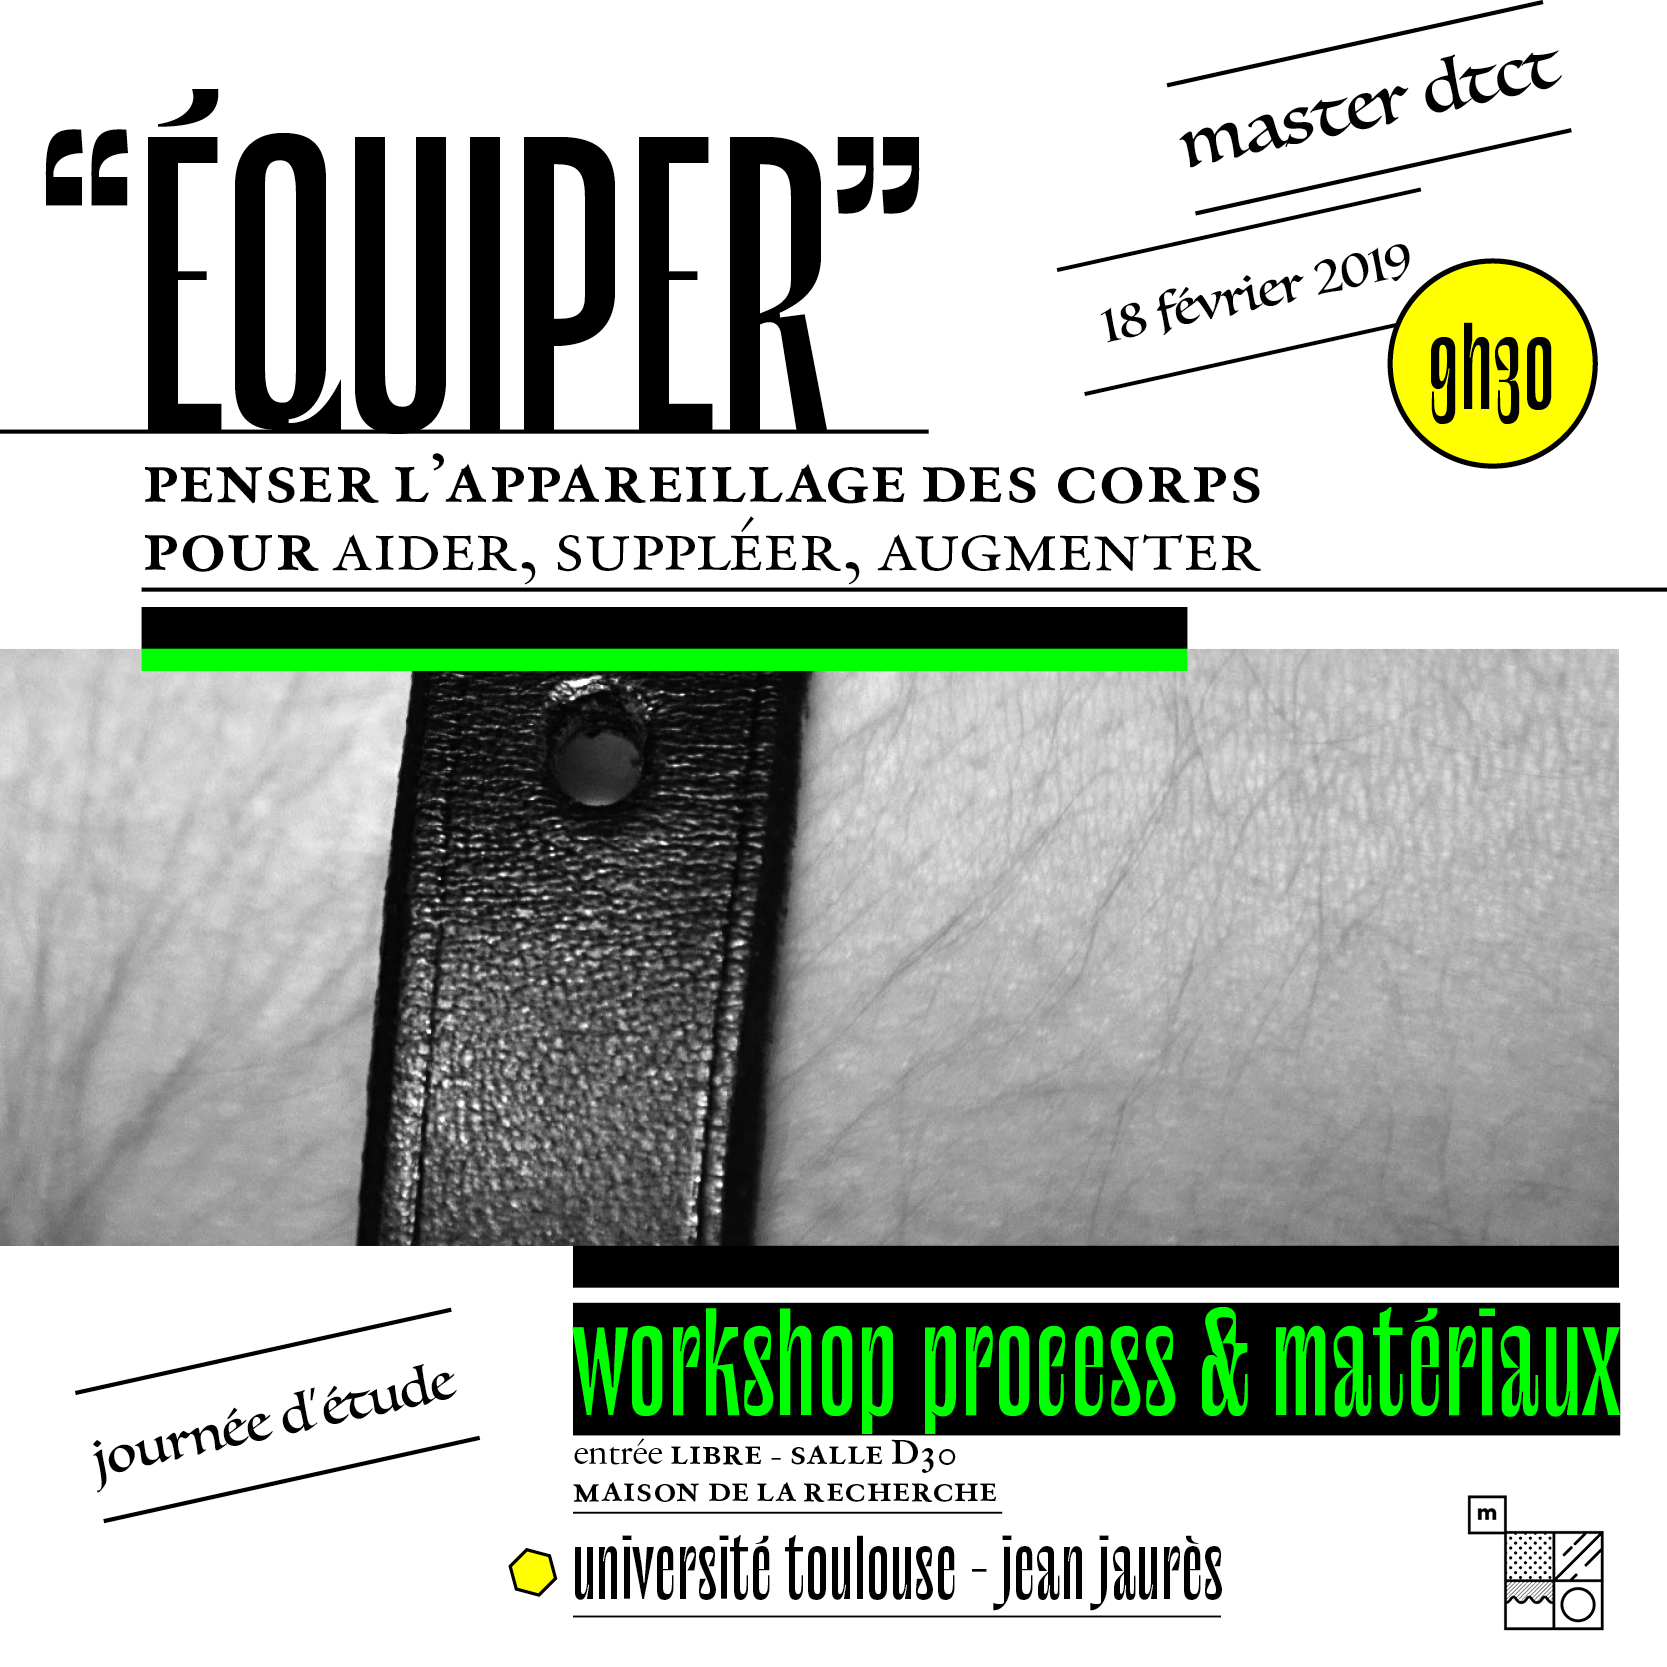 master dtct
“ÉQUIPER”
18 février 2019
9h30
PENSER L’APPAREILLAGE DES CORPS
POUR AIDER, SUPPLÉER, AUGMENTER
journée d'étude
workshop process & matériaux
entrée LIBRE - SALLE D30
MAISON DE LA RECHERCHE
université toulouse - jean jaurès
m